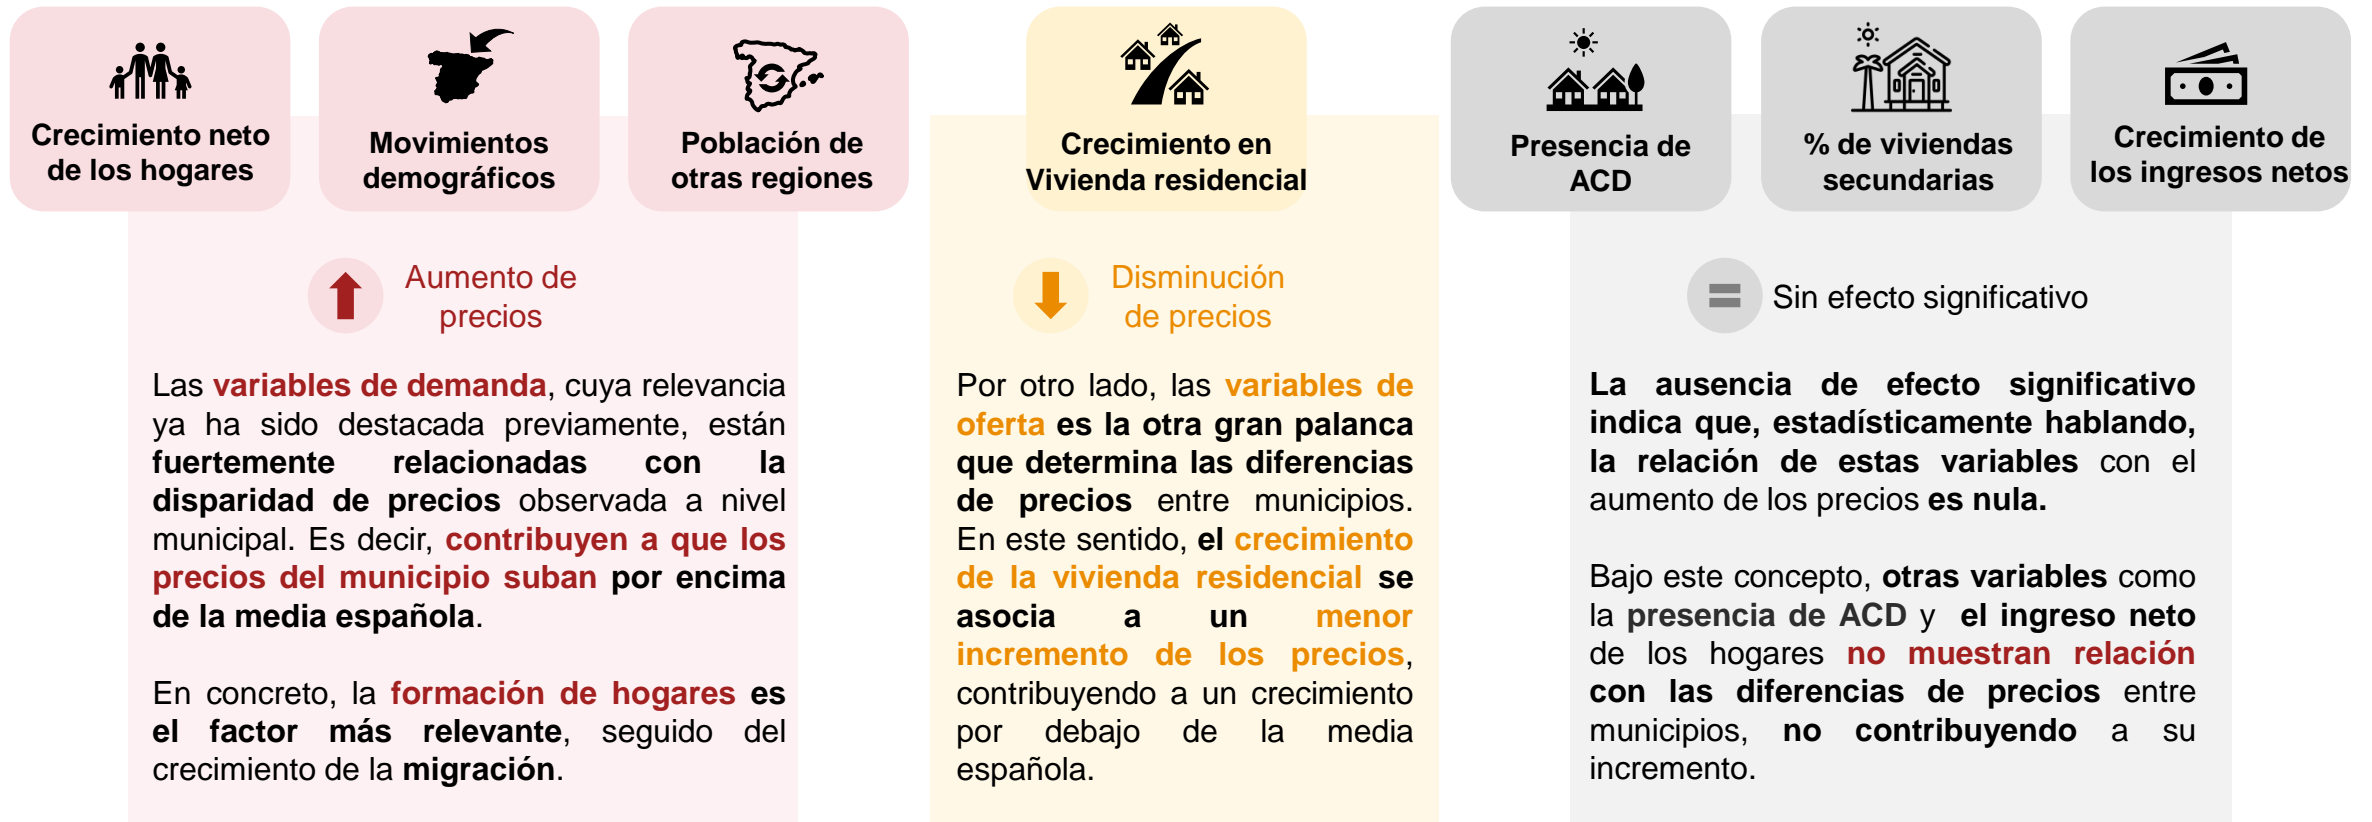 Crecimiento neto
de los hogares
Movimientos
demográficos
Población de
otras regiones
Aumento de
precios
Las variables de demanda, cuya relevancia
ya ha sido destacada previamente, están
fuertemente relacionadas con la
disparidad de precios observada a nivel
municipal. Es decir, contribuyen a que los
precios del municipio suban por encima
de la media española.
En concreto, la formación de hogares es
el factor más relevante, seguido del
crecimiento de la migración.
Crecimiento en
Vivienda residencial
Disminución
de precios
Por otro lado, las variables de
oferta es la otra gran palanca
que determina las diferencias
de precios entre municipios.
En este sentido, el crecimiento
de la vivienda residencial se
asocia a un menor
incremento de los precios,
contribuyendo a un crecimiento
por debajo de la media
española.
Presencia de
ACD
% de viviendas
secundarias
Crecimiento de
los ingresos netos
Sin efecto significativo
La ausencia de efecto significativo
indica que, estadísticamente hablando,
la relación de estas variables con el
aumento de los precios es nula.
Bajo este concepto, otras variables como
la presencia de ACD y el ingreso neto
de los hogares no muestran relación
con las diferencias de precios entre
municipios, no contribuyendo a su
incremento.